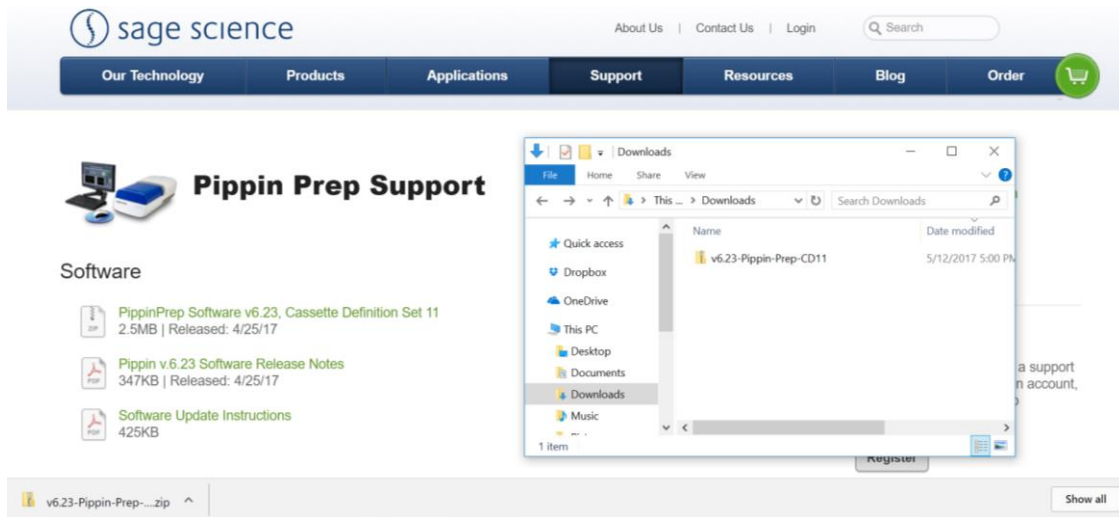 sage science
About Us | Contact Us | Login
Search
Our Technology Products Applications Support Resources Blog Order
Pippin Prep Support
Software
ZIP
PippinPrep Software v6.23, Cassette Definition Set 11
2.5MB | Released: 4/25/17
PDF
Pippin v.6.23 Software Release Notes
347KB | Released: 4/25/17
PDF
Software Update Instructions
425KB
Downloads
File Home Share View
This ... > Downloads
Search Downloads
Name Date modified
v6.23-Pippin-Prep-CD11 5/12/2017 5:00 PM
Quick access
Dropbox
OneDrive
This PC
Desktop
Documents
Downloads
Music
1 item
a support
n account,
Register
v6.23-Pippin-Prep-....zip
Show all